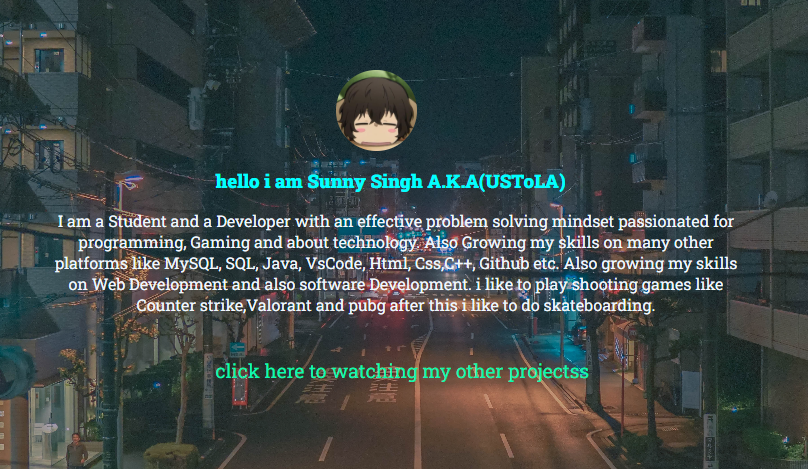 hello i am Sunny Singh A.K.A(USToLA)
I am a Student and a Developer with an effective problem solving mindset passionated for
programming, Gaming and about technology. Also Growing my skills on many other
platforms like MySQL, SQL, Java, VsCode, Html, Css,C++, Github etc. Also growing my skills
on Web Development and also software Development. i like to play shooting games like
Counter strike,Valorant and pubg after this i like to do skateboarding.
click here to watching my other projectss